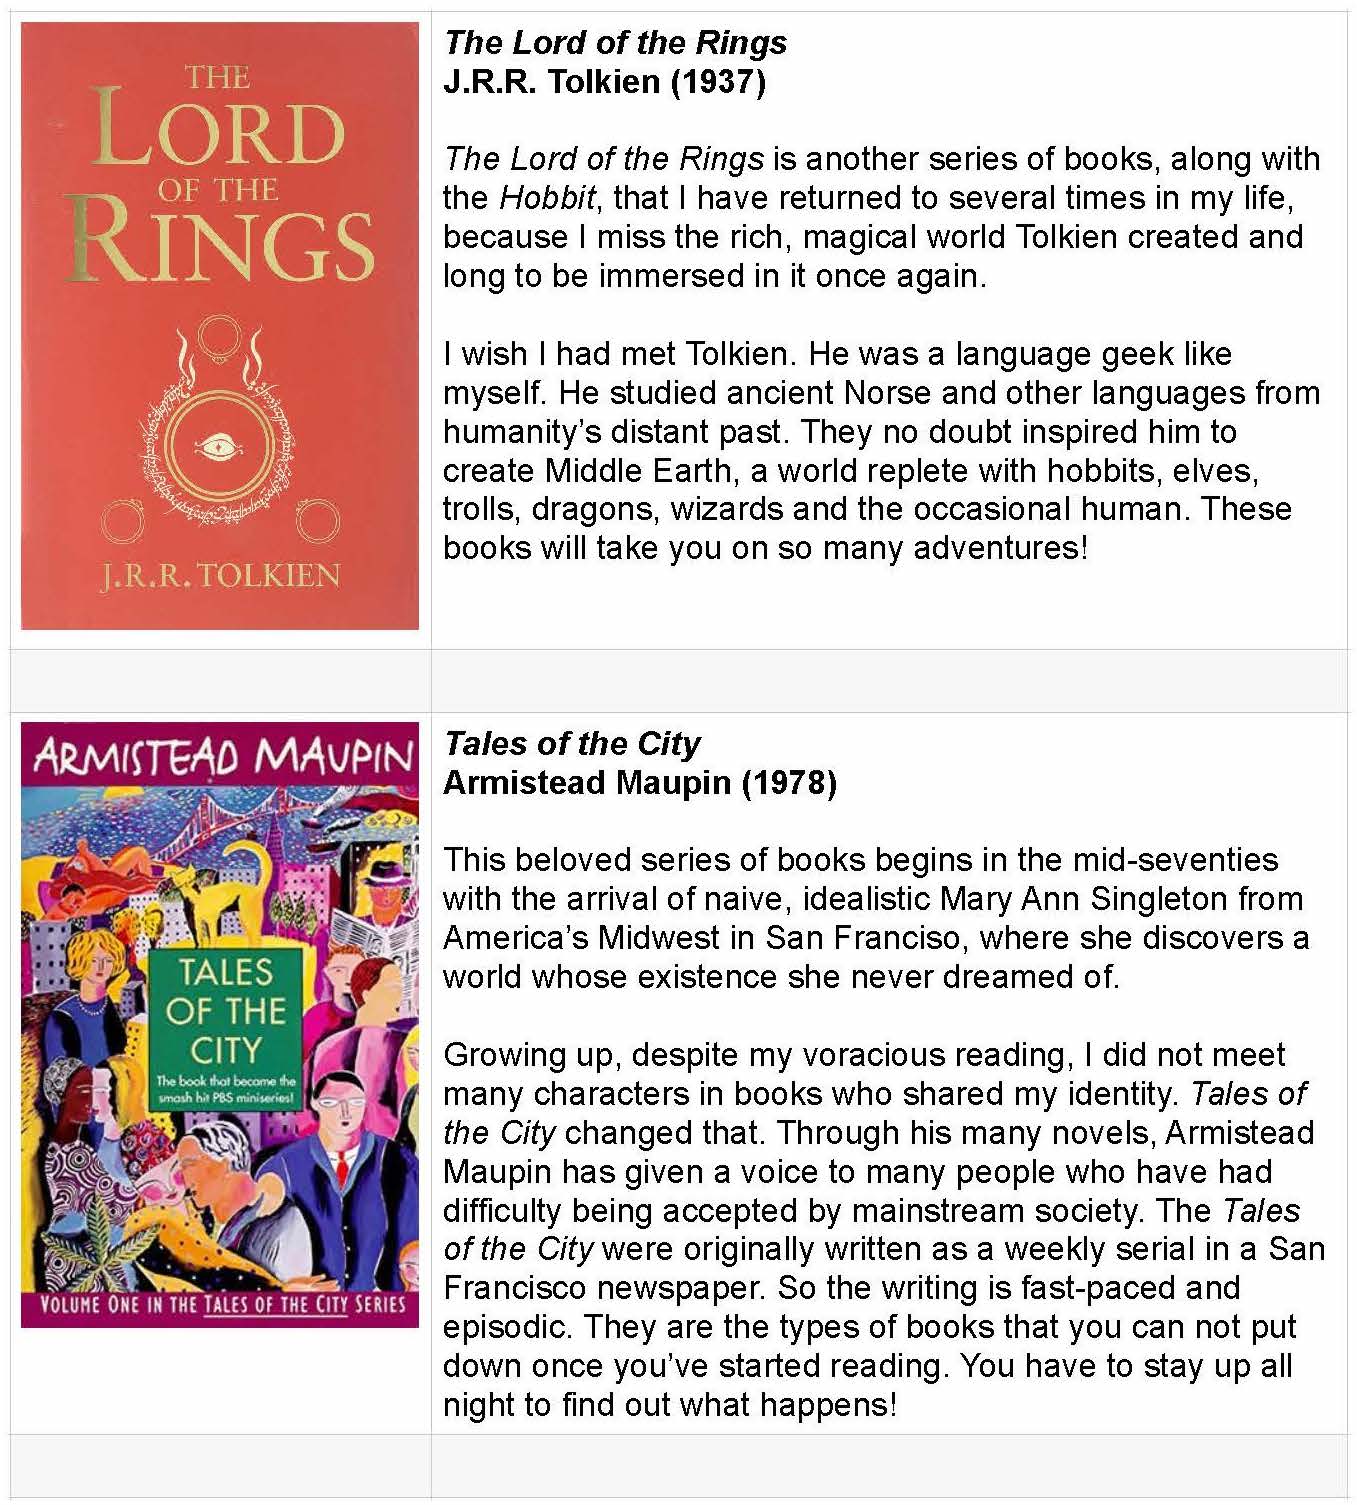 THE
LORD
OF THE
RINGS
J.R.R. TOLKIEN
The Lord of the Rings
J.R.R. Tolkien (1937)
The Lord of the Rings is another series of books, along with
the Hobbit, that I have returned to several times in my life,
because I miss the rich, magical world Tolkien created and
long to be immersed in it once again.
I wish I had met Tolkien. He was a language geek like
myself. He studied ancient Norse and other languages from
humanity's distant past. They no doubt inspired him to
create Middle Earth, a world replete with hobbits, elves,
trolls, dragons, wizards and the occasional human. These
books will take you on so many adventures!
ARMISTEAD MAUPIN
TALES
OF THE
CITY
The book that became the
smash hit PBS miniseries!
VOLUME ONE IN THE TALES OF THE CITY SERIES
Tales of the City
Armistead Maupin (1978)
This beloved series of books begins in the mid-seventies
with the arrival of naive, idealistic Mary Ann Singleton from
America's Midwest in San Franciso, where she discovers a
world whose existence she never dreamed of.
Growing up, despite my voracious reading, I did not meet
many characters in books who shared my identity. Tales of
the City changed that. Through his many novels, Armistead
Maupin has given a voice to many people who have had
difficulty being accepted by mainstream society. The Tales
of the City were originally written as a weekly serial in a San
Francisco newspaper. So the writing is fast-paced and
episodic. They are the types of books that you can not put
down once you've started reading. You have to stay up all
night to find out what happens!